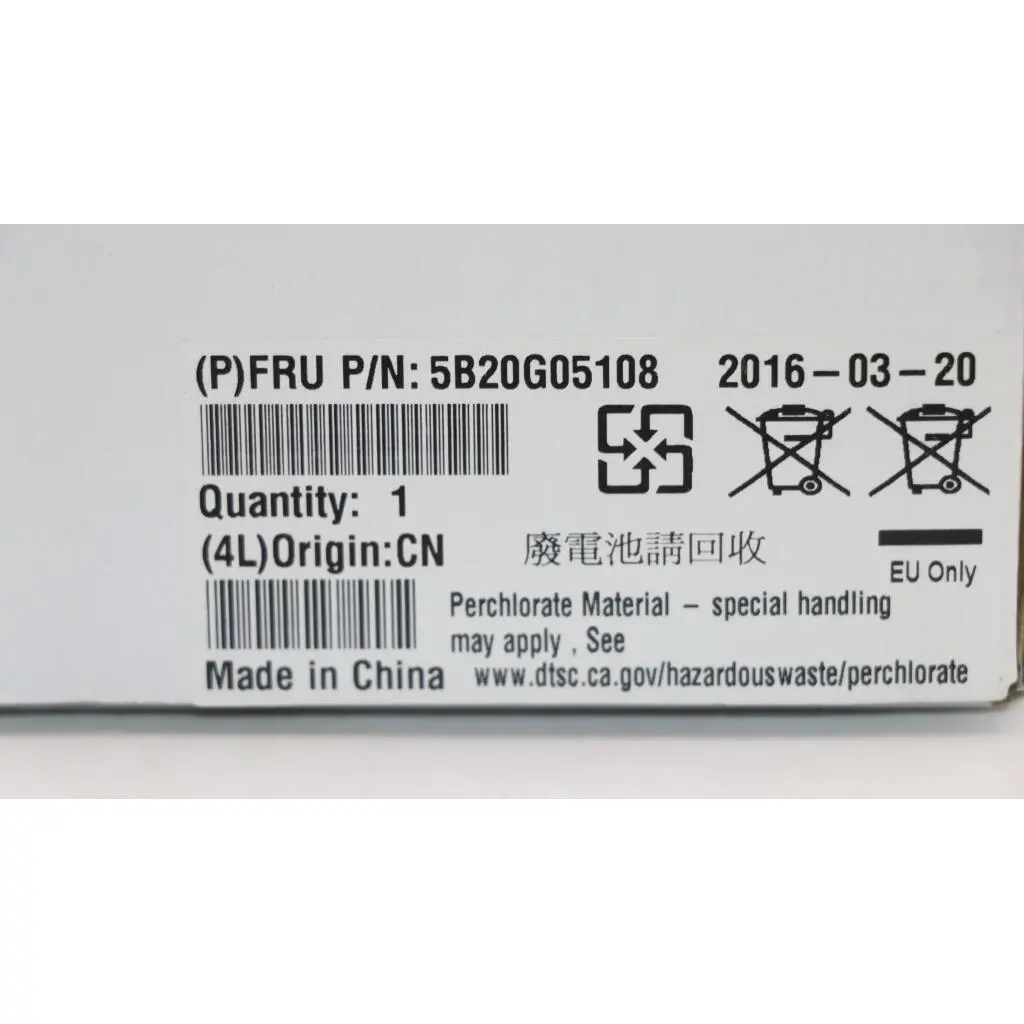 (P)FRU P/N: 5B20G05108 2016-03-20
Quantity: 1
(4L)Origin:CN
廢電池請回收
EU Only
Perchlorate Material - special handling
may apply , See
Made in China
www.dtsc.ca.gov/hazardouswaste/perchlorate